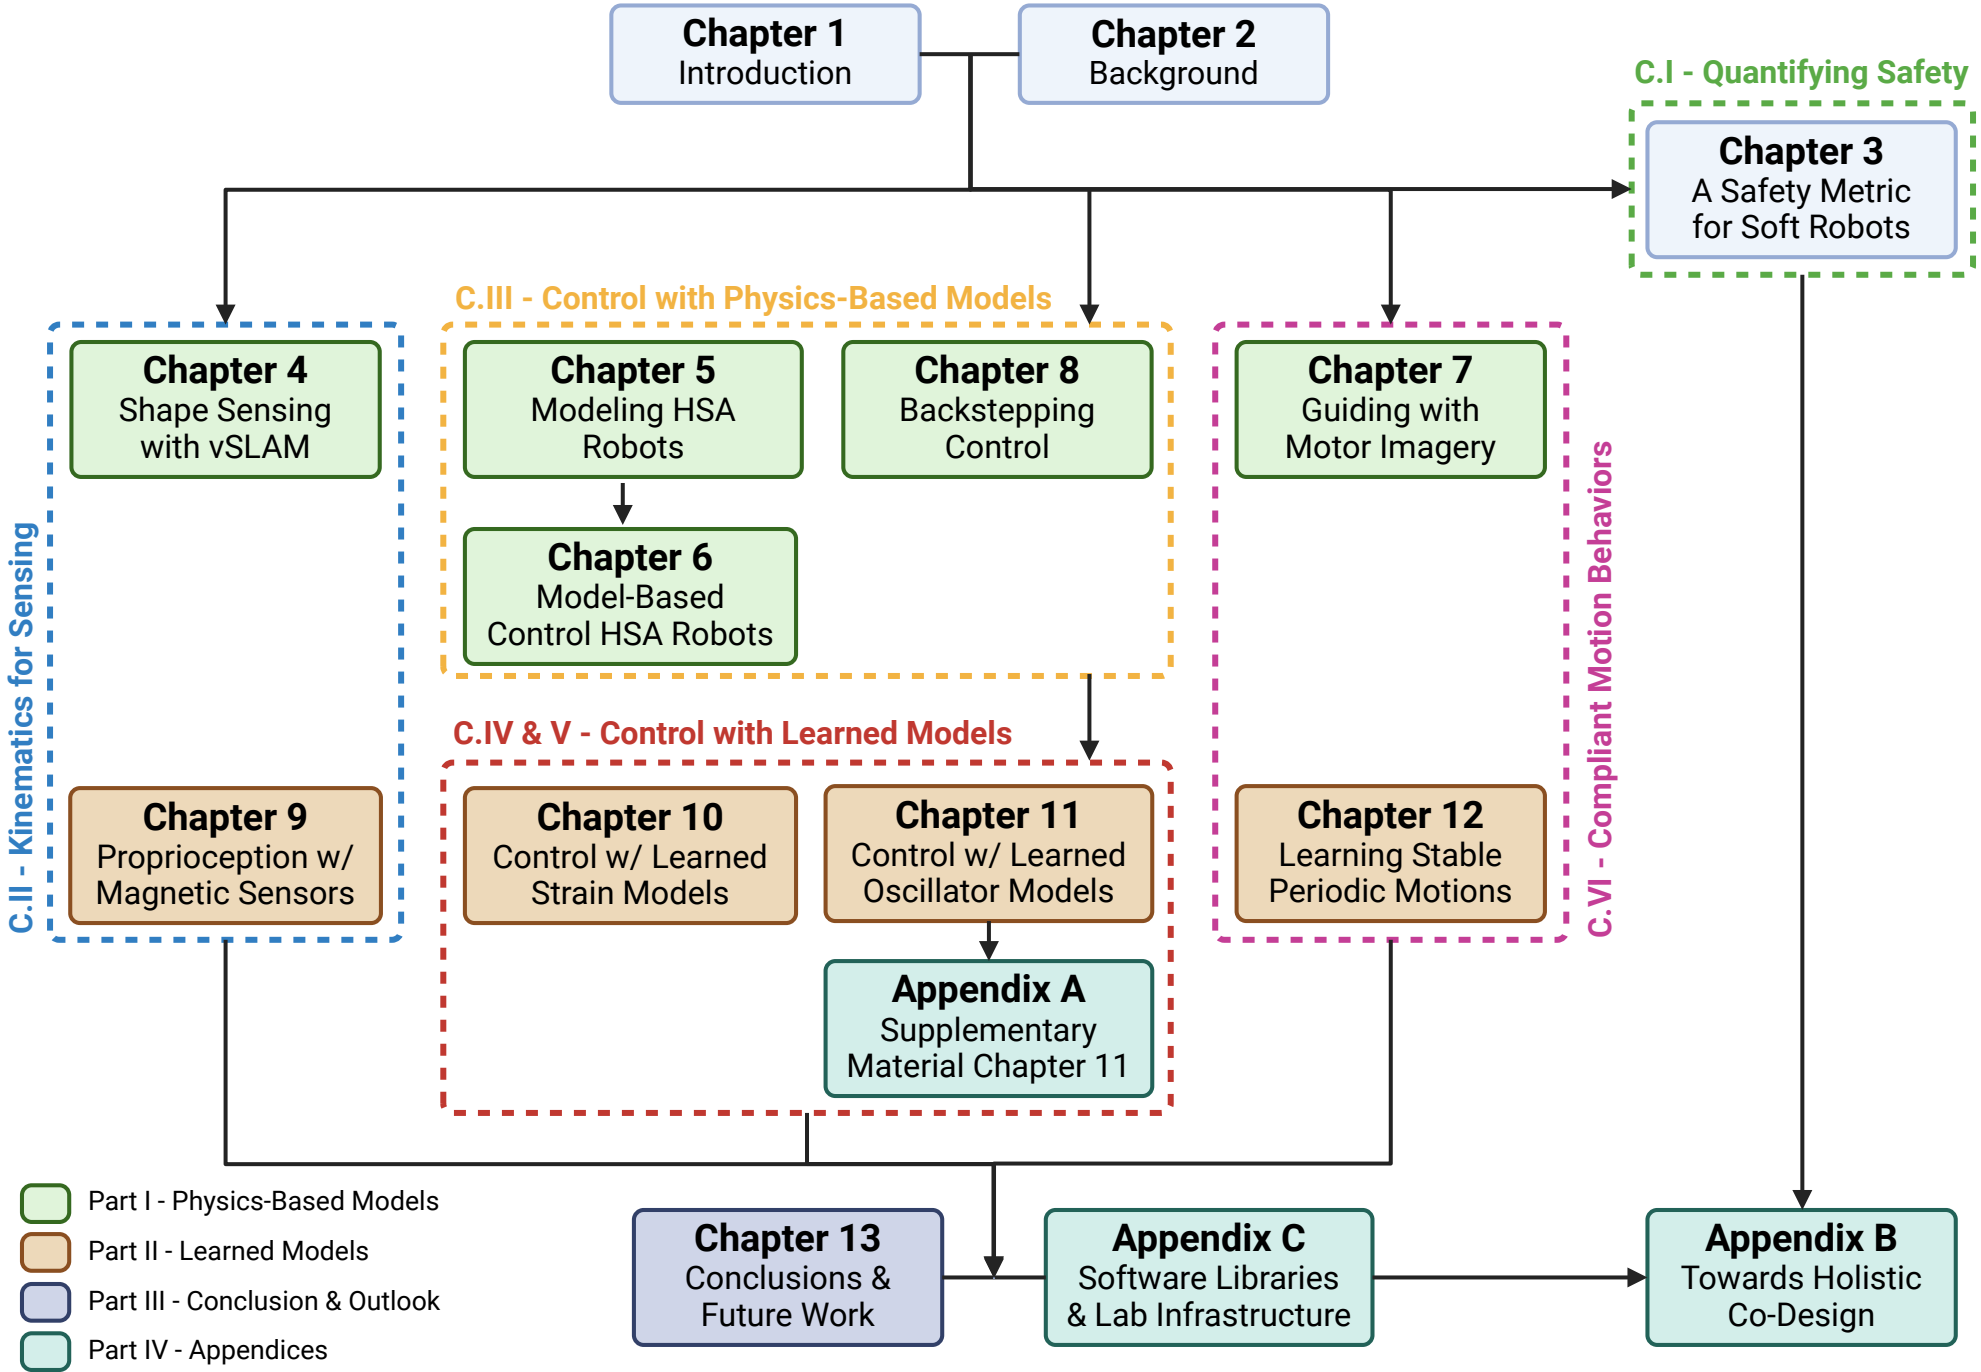 Chapter 1
Introduction
Chapter 2
Background
C.I - Quantifying Safety
Chapter 3
A Safety Metric
for Soft Robots
C.II - Kinematics for Sensing
Chapter 4
Shape Sensing
with vSLAM
C.III - Control with Physics-Based Models
Chapter 5
Modeling HSA
Robots
Chapter 8
Backstepping
Control
Chapter 6
Model-Based
Control HSA Robots
Chapter 7
Guiding with
Motor Imagery
C.VI - Compliant Motion Behaviors
C.IV & V - Control with Learned Models
Chapter 9
Proprioception w/
Magnetic Sensors
Chapter 10
Control w/ Learned
Strain Models
Chapter 11
Control w/ Learned
Oscillator Models
Chapter 12
Learning Stable
Periodic Motions
Appendix A
Supplementary
Material Chapter 11
Part I - Physics-Based Models
Part II - Learned Models
Part III - Conclusion & Outlook
Part IV - Appendices
Chapter 13
Conclusions &
Future Work
Appendix C
Software Libraries
& Lab Infrastructure
Appendix B
Towards Holistic
Co-Design